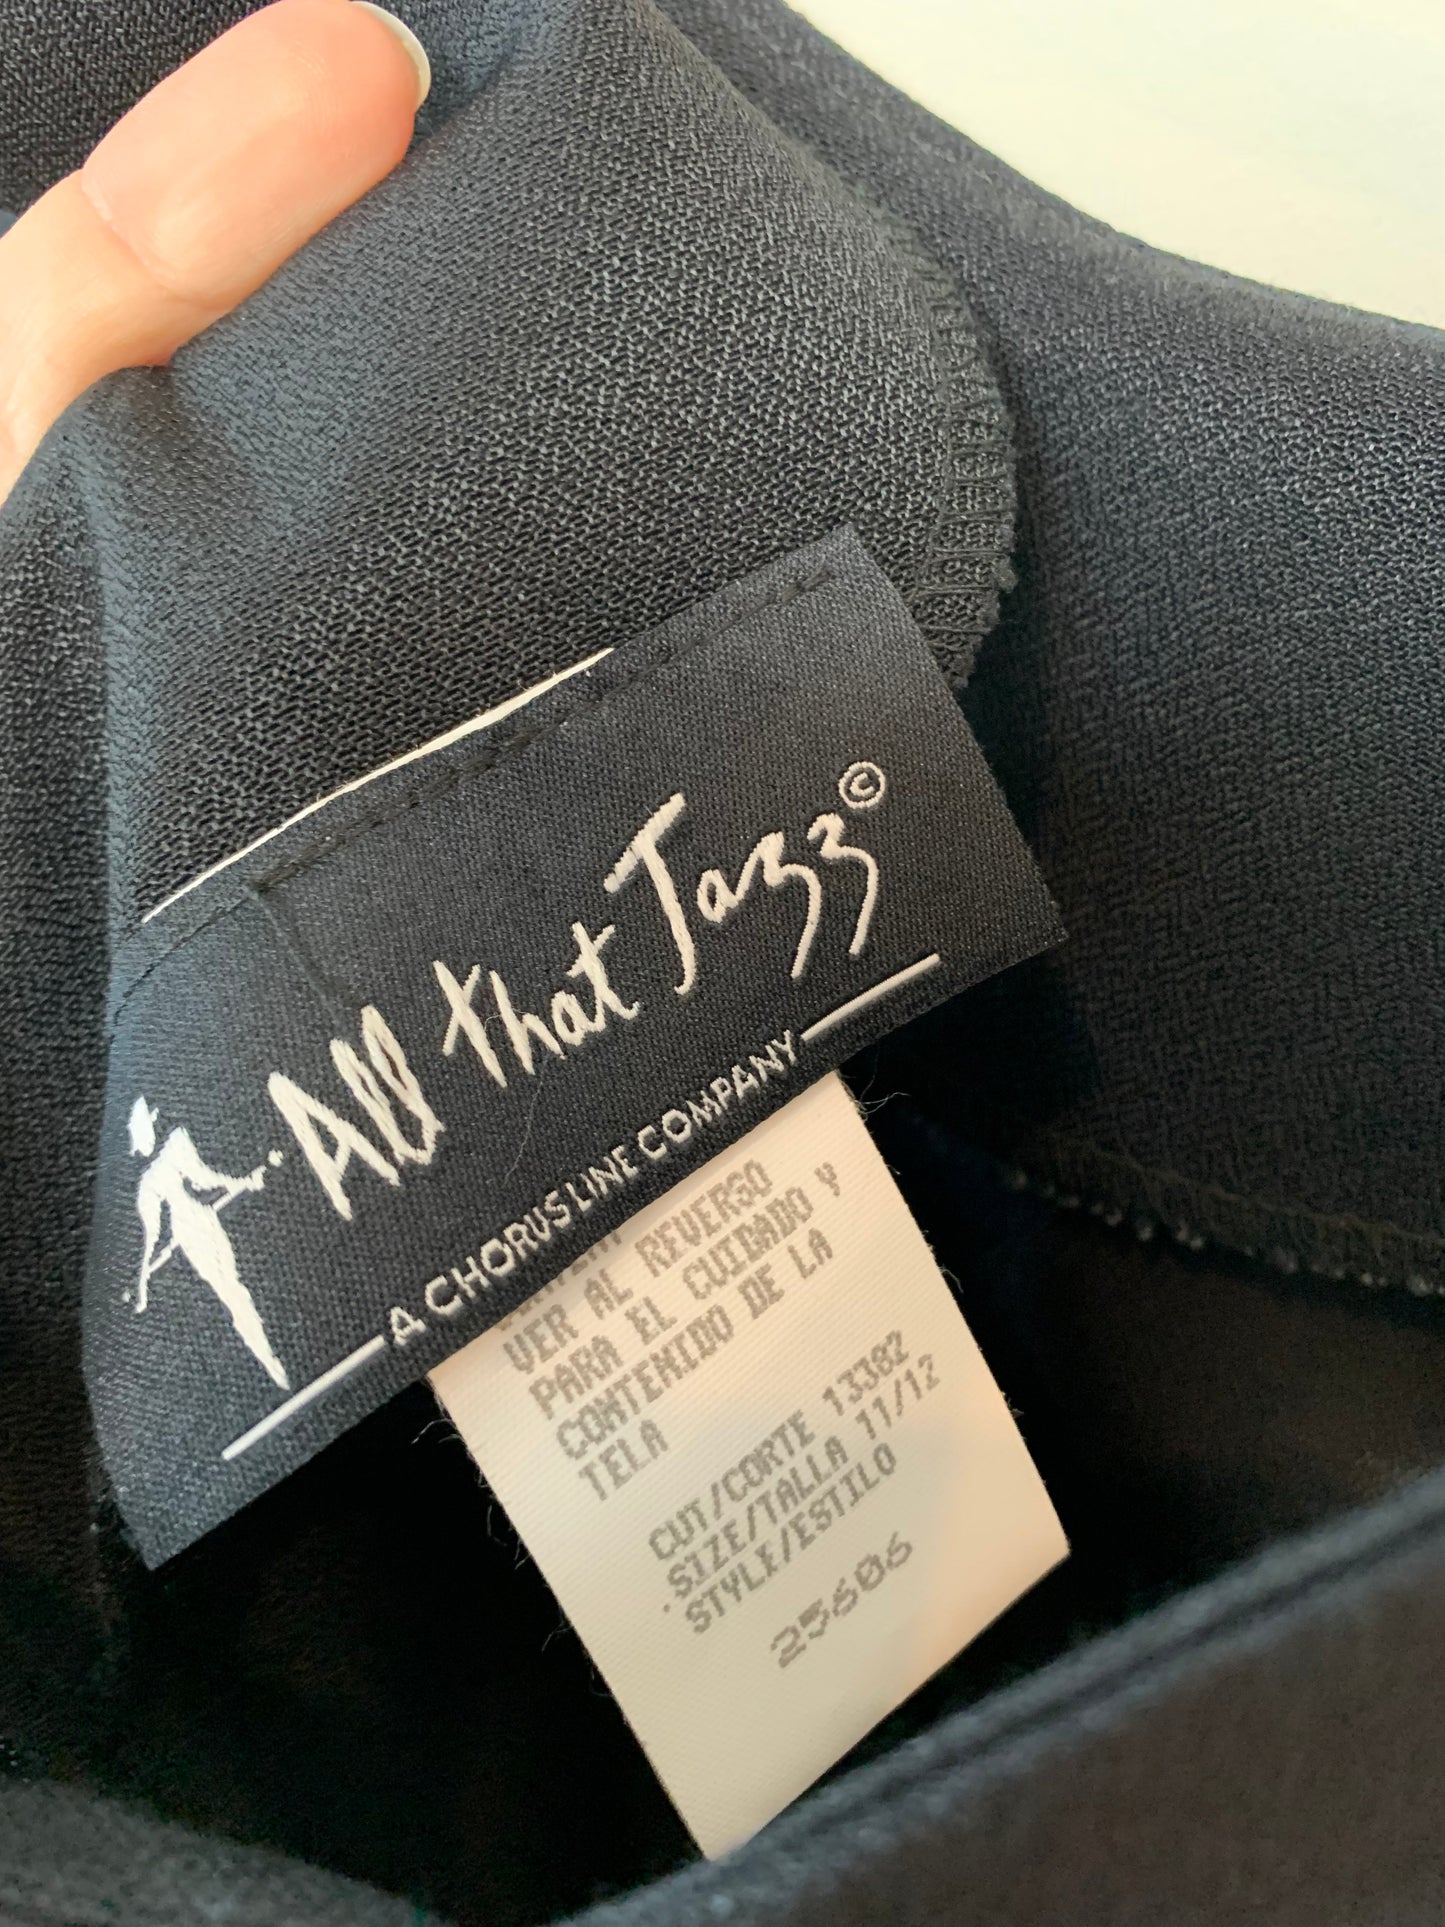 All that Jazz©
A CHORUS LINE COMPANY
VER AL REVERSO
PARA EL CUIDADO Y
CONTENIDO DE LA
TELA
CUT/CORTE 13382
.SIZE/TALLA 11/12
STYLE/ESTILO
25606